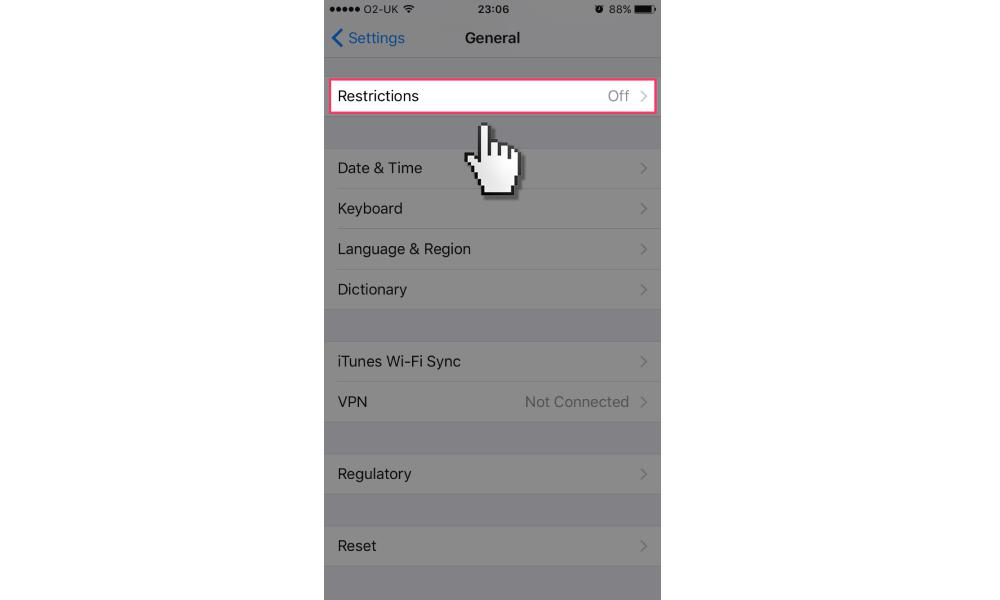 O2-UK 23:06 88%
Settings General
Restrictions Off
Date & Time
Keyboard
Language & Region
Dictionary
iTunes Wi-Fi Sync
VPN Not Connected
Regulatory
Reset